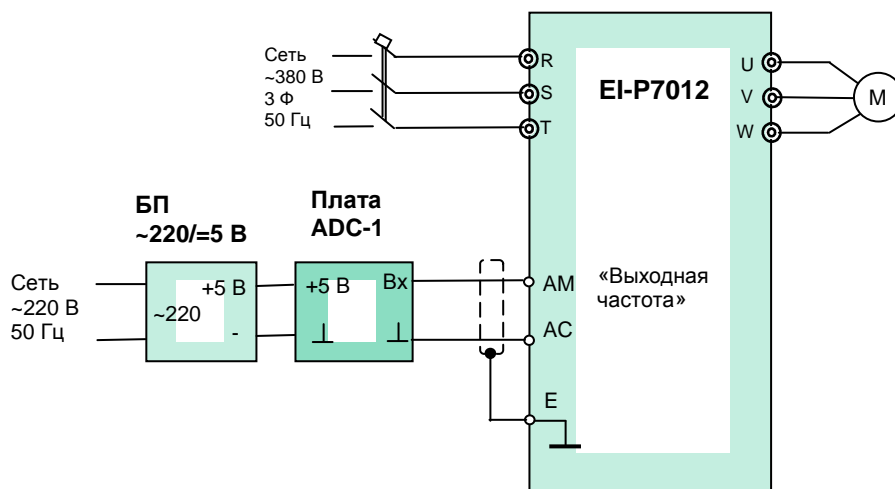 Сеть
~380 В
3 Ф
50 Гц
R
S
T
EI-P7012
U
V
W
M
БП
~220/=5 В
Плата
ADC-1
Сеть
~220 В
50 Гц
+5 В
~220
-
+5 В
Вх
⊥
⊥
AM
AC
E
«Выходная
частота»